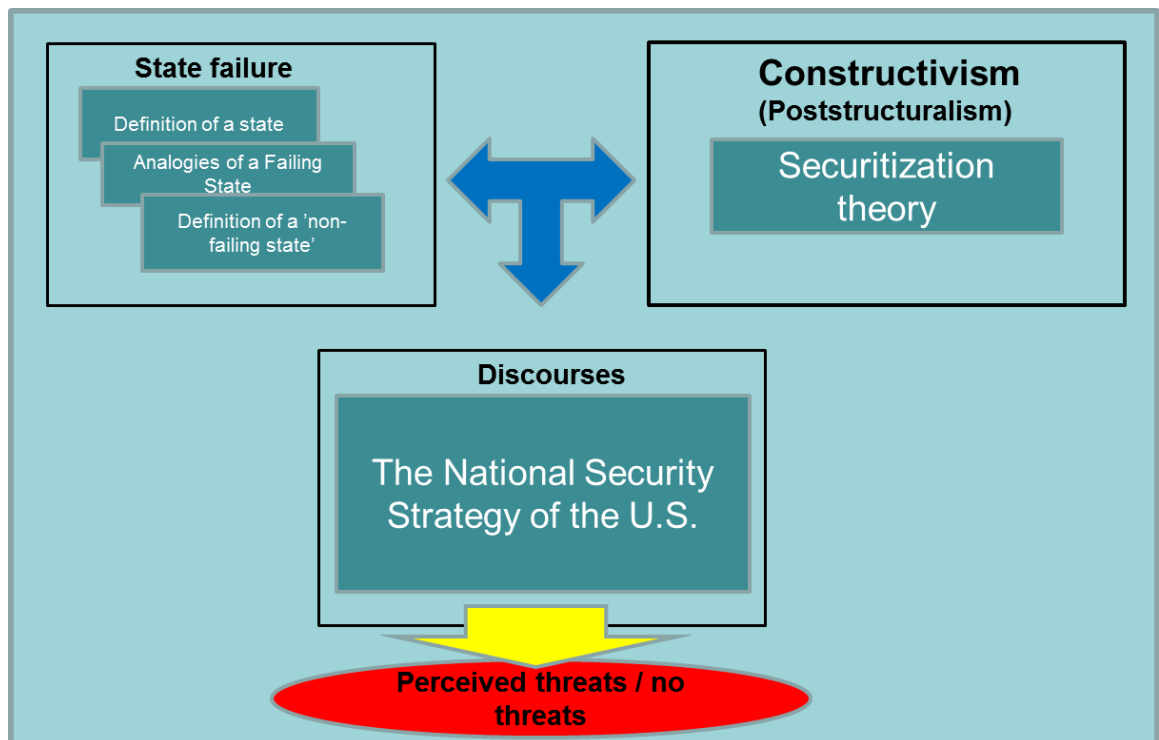 State failure
Definition of a state
Analogies of a Failing
State
Definition of a ’non-
failing state’
Constructivism
(Poststructuralism)
Securitization
theory
Discourses
The National Security
Strategy of the U.S.
Perceived threats / no
threats